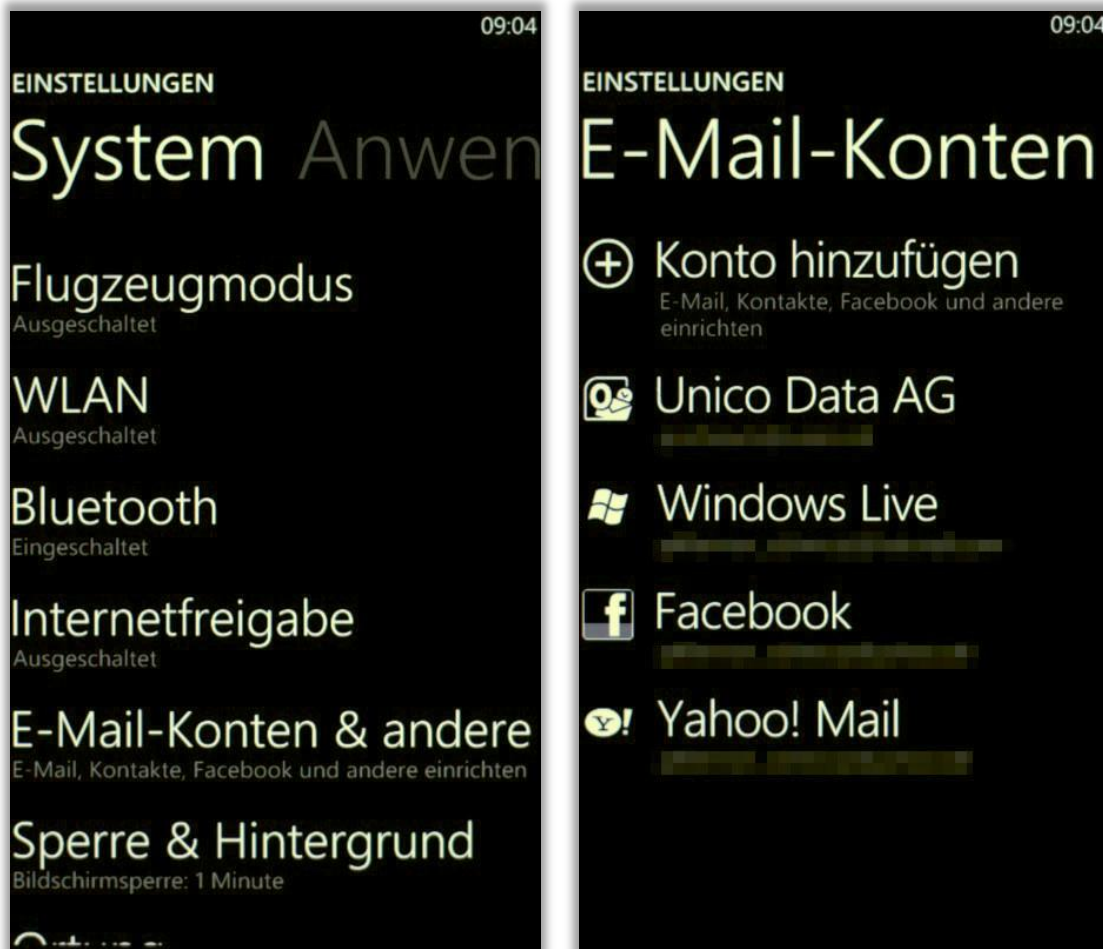 09:04
EINSTELLUNGEN
System Anwen
Flugzeugmodus
Ausgeschaltet
WLAN
Ausgeschaltet
Bluetooth
Eingeschaltet
Internetfreigabe
Ausgeschaltet
E-Mail-Konten & andere
E-Mail, Kontakte, Facebook und andere einrichten
Sperre & Hintergrund
Bildschirmsperre: 1 Minute
09:04
EINSTELLUNGEN
E-Mail-Konten
Konto hinzufügen
E-Mail, Kontakte, Facebook und andere
einrichten
Unico Data AG
Windows Live
Facebook
Yahoo! Mail